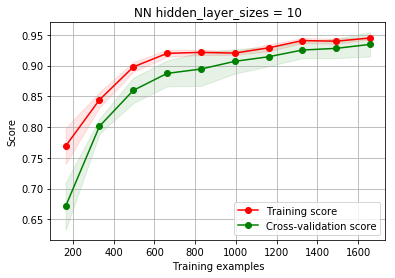 NN hidden_layer_sizes = 10
Score
0.95
0.90
0.85
0.80
0.75
0.70
0.65
Training score
Cross-validation score
200 400 600 800 1000 1200 1400 1600
Training examples